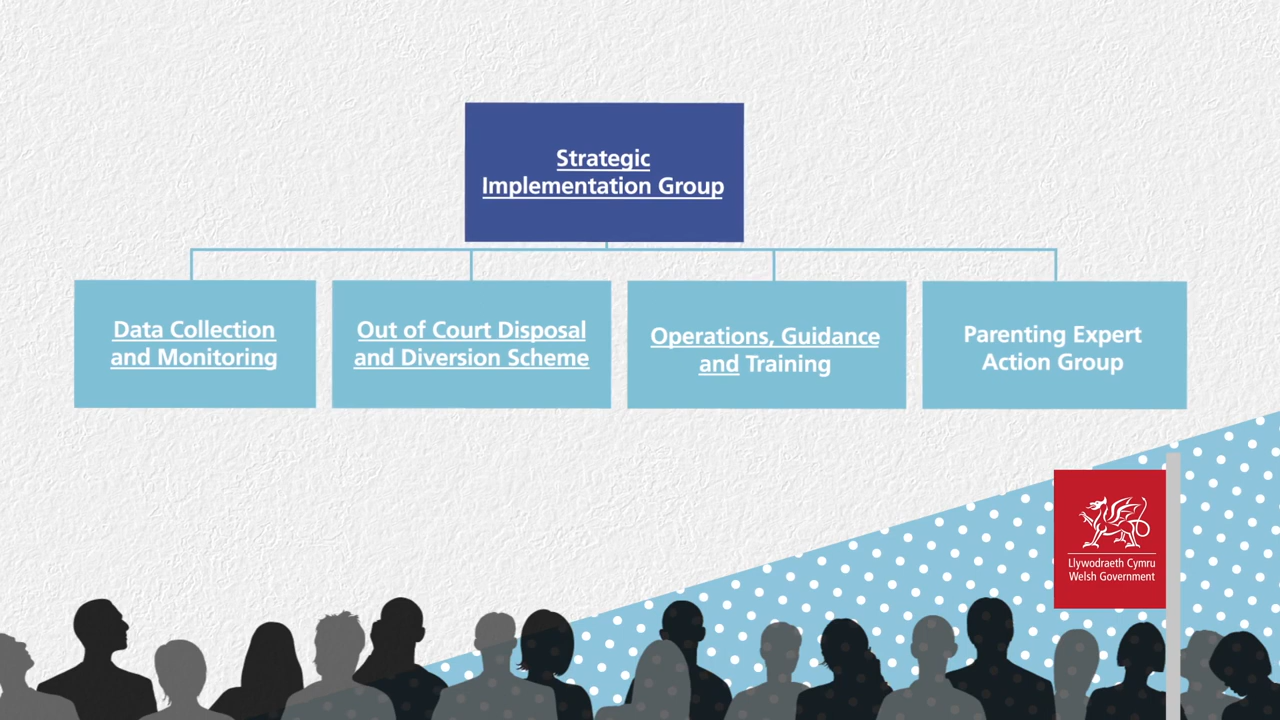 Strategic
Implementation Group
Data Collection
and Monitoring
Out of Court Disposal
and Diversion Scheme
Operations, Guidance
and Training
Parenting Expert
Action Group
Llywodraeth Cymru
Welsh Government